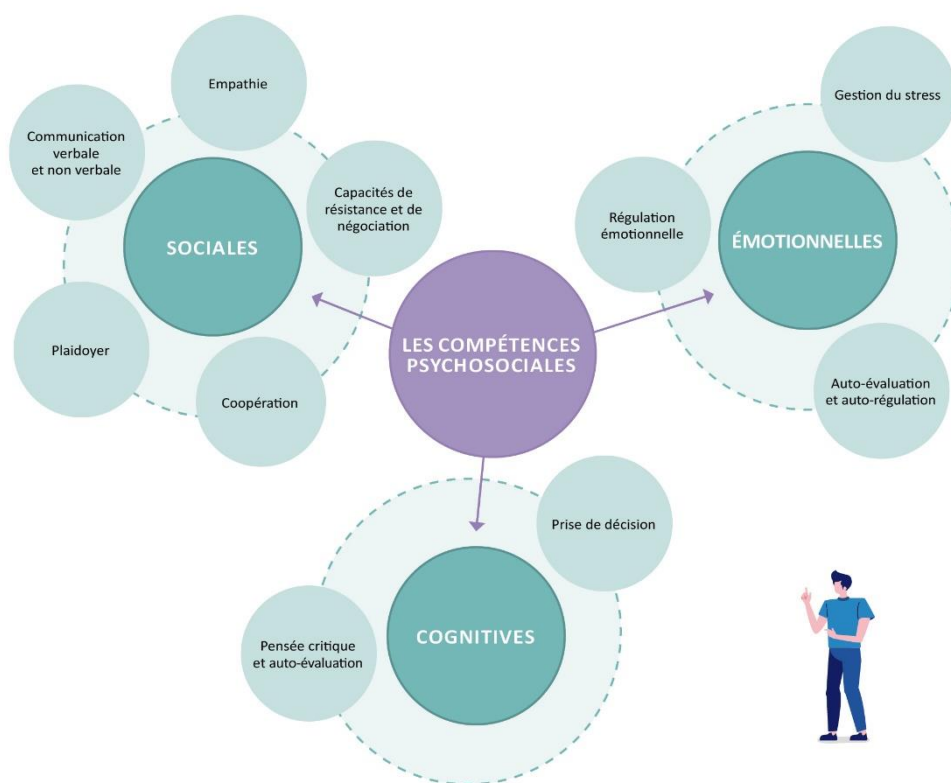 Empathie
Communication
verbale
et non verbale
Capacités de
résistance et de
négociation
SOCIALES
Plaidoyer
Coopération
LES COMPÉTENCES
PSYCHOSOCIALES
Gestion du stress
Régulation
émotionnelle
ÉMOTIONNELLES
Auto-évaluation
et auto-régulation
Prise de décision
COGNITIVES
Pensée critique
et auto-évaluation